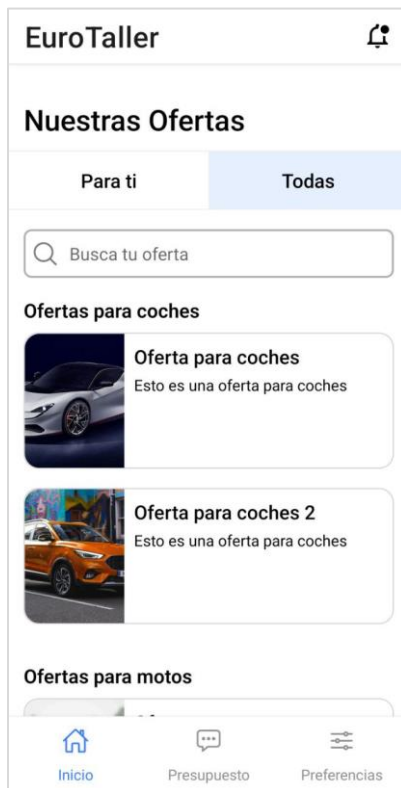 EuroTaller
Nuestras Ofertas
Para ti
Todas
Busca tu oferta
Ofertas para coches
Oferta para coches
Esto es una oferta para coches
Oferta para coches 2
Esto es una oferta para coches
Ofertas para motos
Inicio
Presupuesto
Preferencias